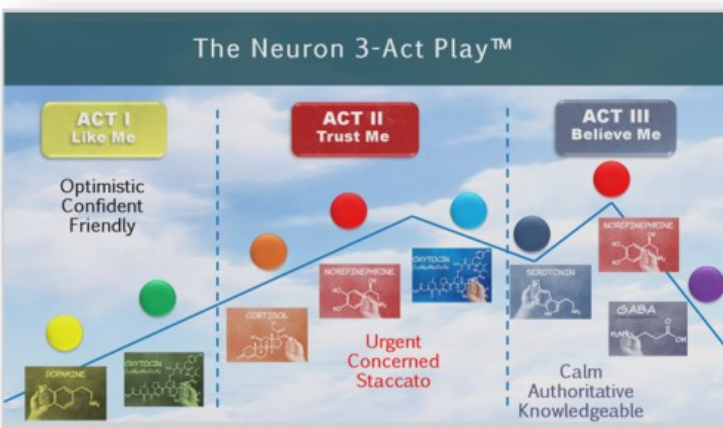 The Neuron 3-Act Play™
ACT I
Like Me
Optimistic
Confident
Friendly
DOPAMINE
OXYTOCIN
ACT II
Trust Me
CORTISOL
NOREPINEPHRINE
OXYTOCIN
Urgent
Concerned
Staccato
ACT III
Believe Me
SEROTONIN
NOREPINEPHRINE
GABA
Calm
Authoritative
Knowledgeable